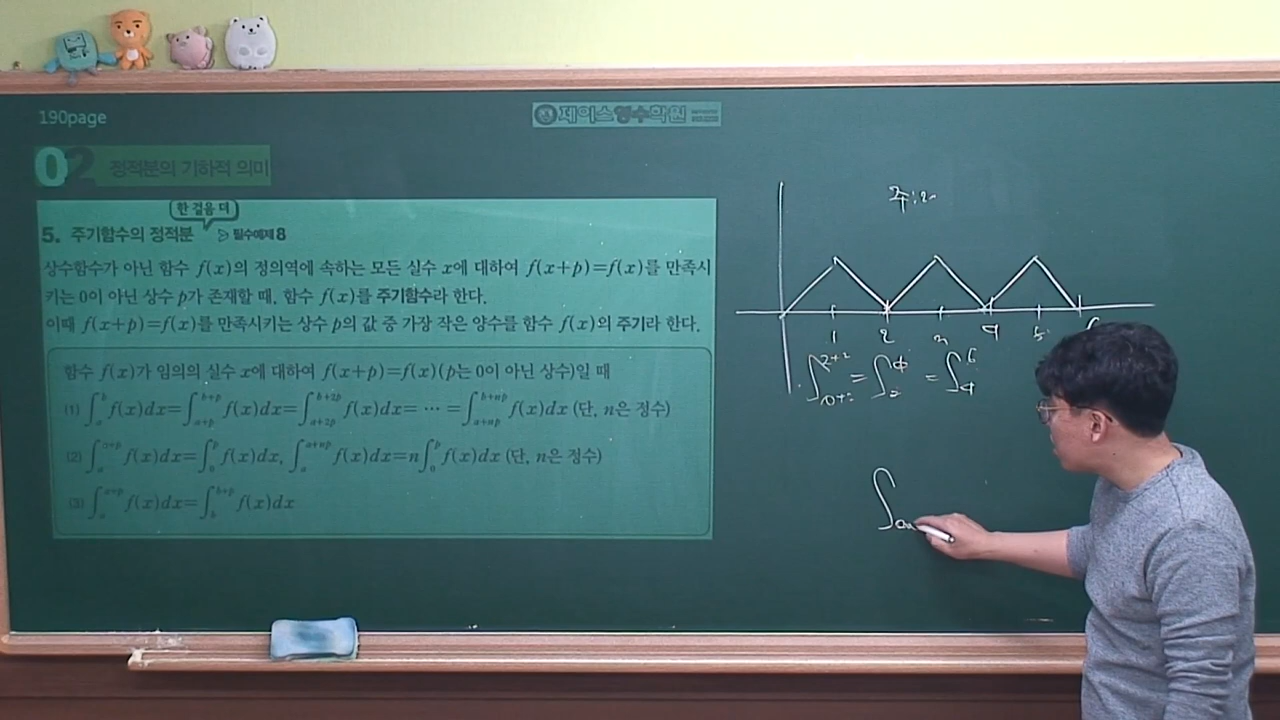 190page
제이스영수학원
02 정적분의 기하적 의미
한 걸음 더
5. 주기함수의 정적분 ▷ 필수예제 8
상수함수가 아닌 함수 f(x)의 정의역에 속하는 모든 실수 x에 대하여 f(x+p)=f(x)를 만족시
키는 0이 아닌 상수 p가 존재할 때, 함수 f(x)를 주기함수라 한다.
이때 f(x+p)=f(x)를 만족시키는 상수 p의 값 중 가장 작은 양수를 함수 f(x)의 주기라 한다.
함수 f(x)가 임의의 실수 x에 대하여 f(x+p)=f(x)(p는 0이 아닌 상수)일 때
(1) ∫_a^b f(x)dx=∫_{a+p}^{b+p} f(x)dx=∫_{a+2p}^{b+2p} f(x)dx= ⋯ =∫_{a+np}^{b+np} f(x)dx (단, n은 정수)
(2) ∫_a^{a+p} f(x)dx=∫_0^p f(x)dx, ∫_a^{a+np} f(x)dx=n∫_0^p f(x)dx (단, n은 정수)
(3) ∫_a^{a+p} f(x)dx=∫_b^{b+p} f(x)dx
1 2 4 5 6
∫_{0+2}^{2+2} = ∫_2^4 = ∫_4^6